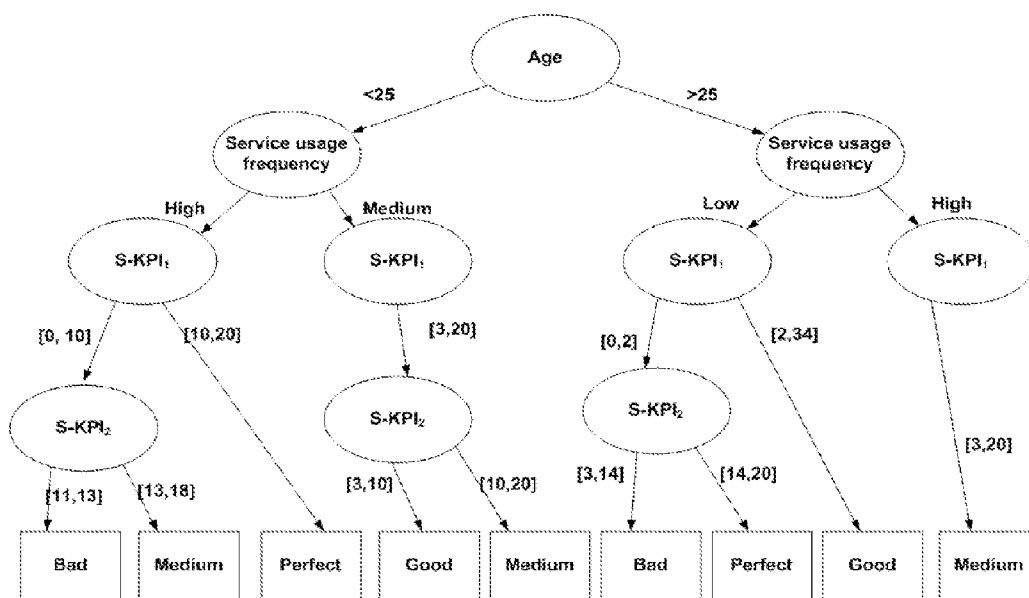 Age
<25
>25
Service usage
frequency
Service usage
frequency
High
Medium
Low
High
S-KPI₁
S-KPI₁
S-KPI₁
S-KPI₁
[0, 10]
[10,20]
[3,20]
[0,2]
[2,34]
[3,20]
S-KPI₂
S-KPI₂
S-KPI₂
[11,13]
[13,18]
[3,10]
[10,20]
[3,14]
[14,20]
Bad
Medium
Perfect
Good
Medium
Bad
Perfect
Good
Medium